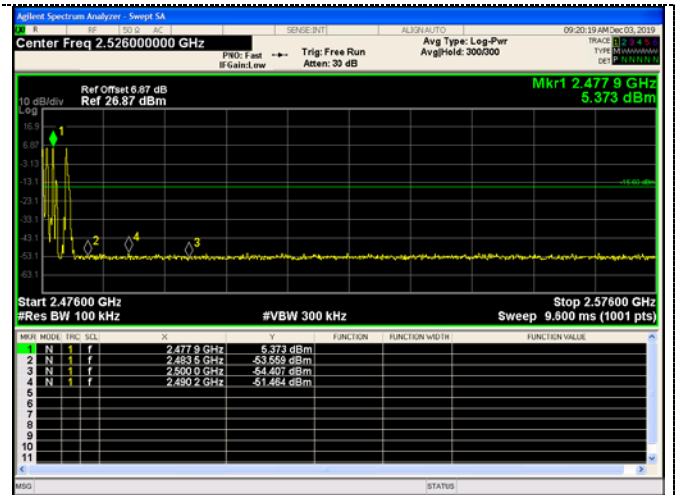 Agilent Spectrum Analyzer - Swept SA
R RF 50 Ω AC SENSE:INT ALIGNAUTO 09:20:19 AM Dec 03, 2019
Center Freq 2.526000000 GHz
PNO: Fast
IFGain:Low
Trig: Free Run
Atten: 30 dB
Avg Type: Log-Pwr
Avg|Hold: 300/300
TRACE 1 2 3 4 5 6
TYPE M
DET P N N N N N
Mkr1 2.477 9 GHz
5.373 dBm
Ref Offset 6.87 dB
10 dB/div Ref 26.87 dBm
Log
16.9
1
6.87
-3.13
-13.1
-23.1
-33.1
-43.1
2
4
3
-53.1
-63.1
Start 2.47600 GHz Stop 2.57600 GHz
#Res BW 100 kHz #VBW 300 kHz Sweep 9.600 ms (1001 pts)
MKR MODE TRC SCL X Y FUNCTION FUNCTION WIDTH FUNCTION VALUE
1 N 1 f 2.477 9 GHz 5.373 dBm
2 N 1 f 2.483 5 GHz -53.559 dBm
3 N 1 f 2.500 0 GHz -54.407 dBm
4 N 1 f 2.490 2 GHz -51.464 dBm
5
6
7
8
9
10
11
MSG STATUS